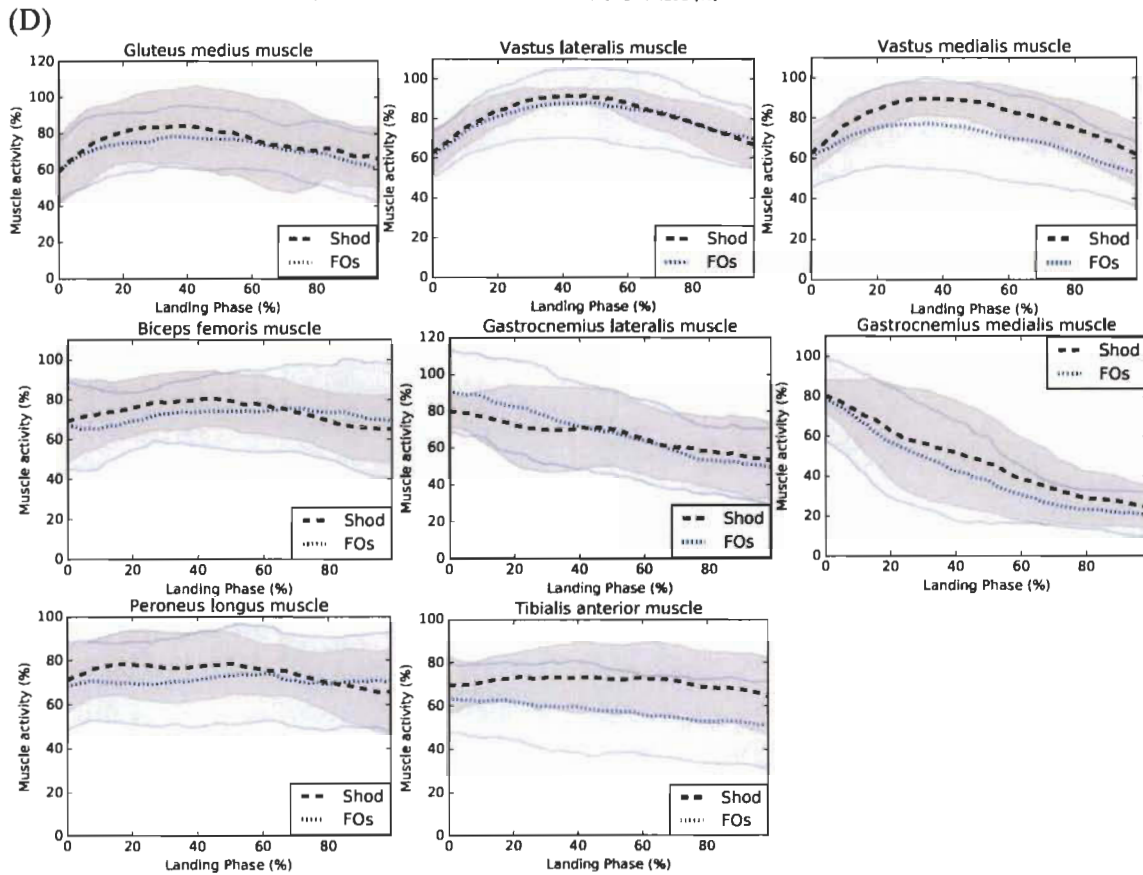 (D)
Gluteus medius muscle
120
100
80
60
40
20
0
Muscle activity (%)
Shod
FOs
0 20 40 60 80
Landing Phase (%)
Vastus lateralis muscle
100
80
60
40
20
0
Muscle activity (%)
Shod
FOs
0 20 40 60 80
Landing Phase (%)
Vastus medialis muscle
100
80
60
40
20
0
Muscle activity (%)
Shod
FOs
0 20 40 60 80
Landing Phase (%)
Biceps femoris muscle
100
80
60
40
20
0
Muscle activity (%)
Shod
FOs
0 20 40 60 80
Landing Phase (%)
Gastrocnemius lateralis muscle
120
100
80
60
40
20
0
Muscle activity (%)
Shod
FOs
0 20 40 60 80
Landing Phase (%)
Gastrocnemius medialis muscle
100
80
60
40
20
0
Muscle activity (%)
Shod
FOs
0 20 40 60 80
Landing Phase (%)
Peroneus longus muscle
100
80
60
40
20
0
Muscle activity (%)
Shod
FOs
0 20 40 60 80
Landing Phase (%)
Tibialis anterior muscle
100
80
60
40
20
0
Muscle activity (%)
Shod
FOs
0 20 40 60 80
Landing Phase (%)